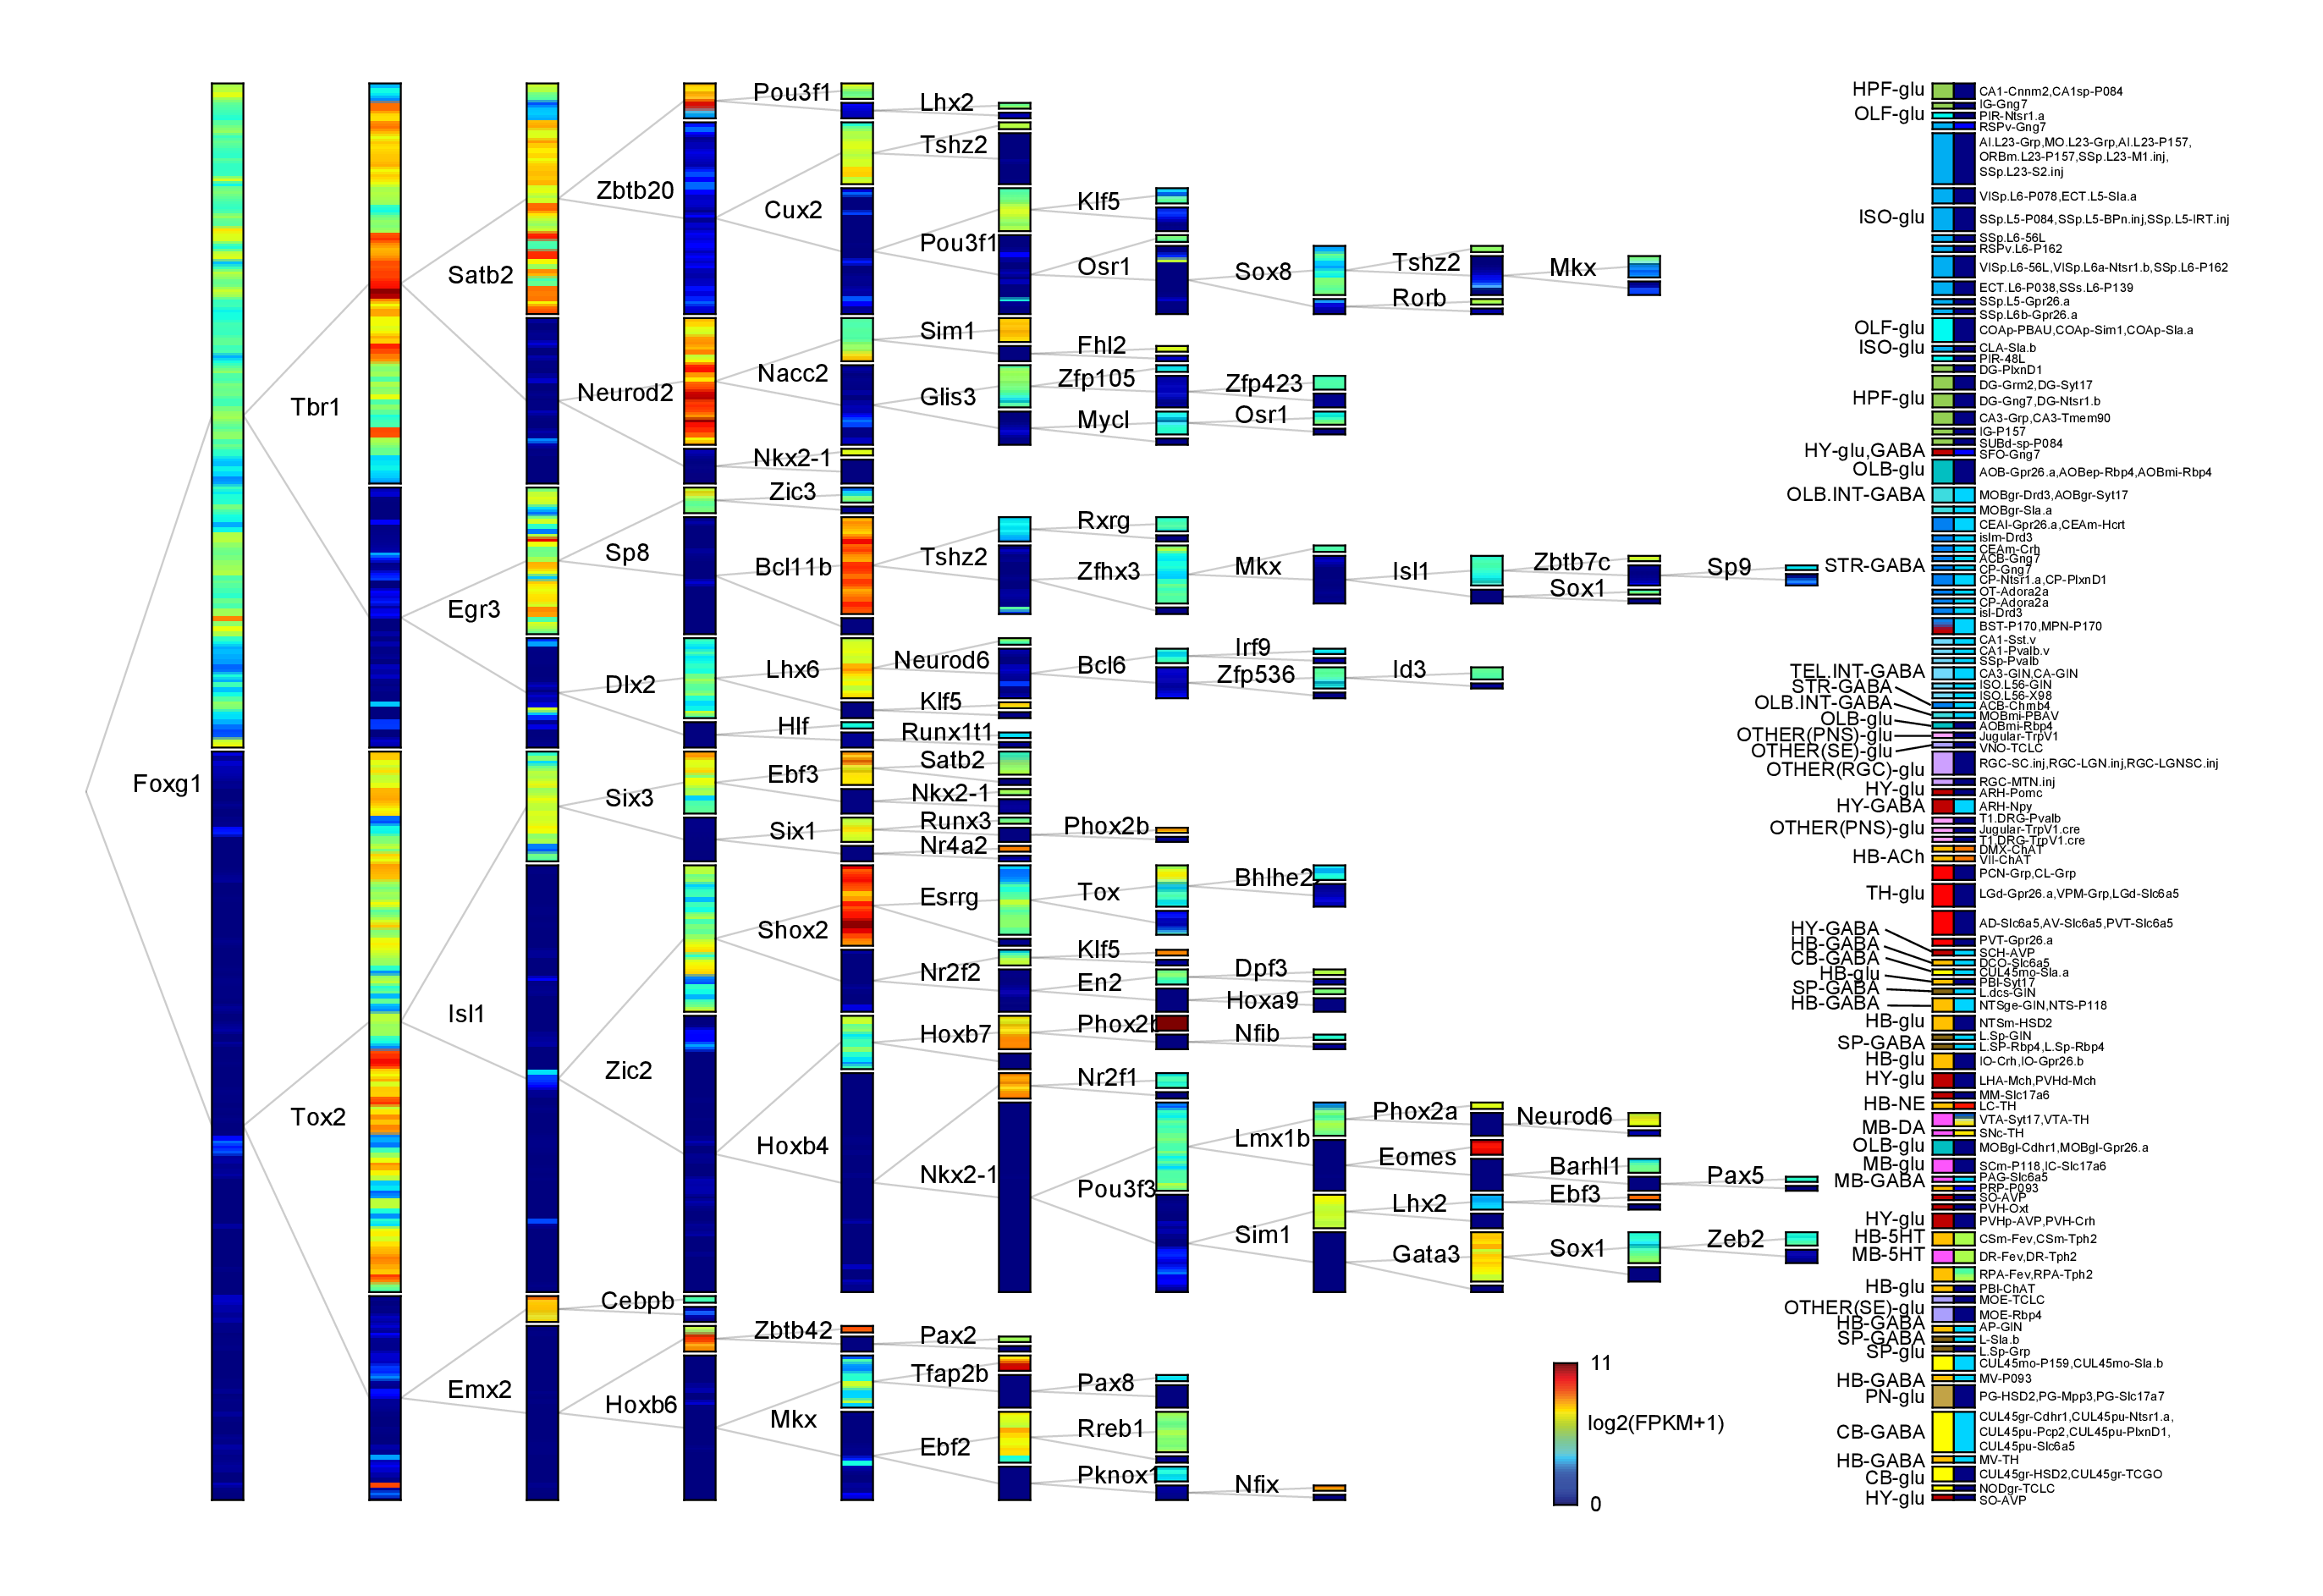 Foxg1
Tbr1
Tox2
Satb2
Egr3
Isl1
Emx2
Zbtb20
Neurod2
Sp8
Dlx2
Six3
Zic2
Cebpb
Hoxb6
Pou3f1
Cux2
Nacc2
Nkx2-1
Zic3
Bcl11b
Lhx6
Hlf
Ebf3
Six1
Shox2
Hoxb4
Zbtb42
Mkx
Lhx2
Tshz2
Pou3f1
Sim1
Glis3
Tshz2
Neurod6
Klf5
Runx1t1
Satb2
Nkx2-1
Runx3
Nr4a2
Esrrg
Nr2f2
Hoxb7
Nkx2-1
Pax2
Tfap2b
Ebf2
Klf5
Osr1
Fhl2
Zfp105
Mycl
Rxrg
Zfhx3
Bcl6
Phox2b
Tox
Klf5
En2
Phox2b
Nr2f1
Pou3f3
Pax8
Rreb1
Pknox1
Sox8
Zfp423
Osr1
Mkx
Irf9
Zfp536
Bhlhe2
Dpf3
Hoxa9
Nfib
Lmx1b
Sim1
Nfix
Tshz2
Rorb
Isl1
Id3
Phox2a
Eomes
Lhx2
Gata3
Mkx
Zbtb7c
Sox1
Neurod6
Barhl1
Ebf3
Sox1
Sp9
Pax5
Zeb2
11
log2(FPKM+1)
0
HPF-glu
OLF-glu
ISO-glu
OLF-glu
ISO-glu
HPF-glu
HY-glu,GABA
OLB-glu
OLB.INT-GABA
STR-GABA
TEL.INT-GABA
STR-GABA
OLB.INT-GABA
OLB-glu
OTHER(PNS)-glu
OTHER(SE)-glu
OTHER(RGC)-glu
HY-glu
HY-GABA
OTHER(PNS)-glu
HB-ACh
TH-glu
HY-GABA
HB-GABA
CB-GABA
HB-glu
SP-GABA
HB-GABA
HB-glu
SP-GABA
HB-glu
HY-glu
HB-NE
MB-DA
OLB-glu
MB-glu
MB-GABA
HY-glu
HB-5HT
MB-5HT
HB-glu
OTHER(SE)-glu
HB-GABA
SP-GABA
SP-glu
HB-GABA
PN-glu
CB-GABA
HB-GABA
CB-glu
HY-glu
CA1-Cnnm2,CA1sp-P084
IG-Gng7
PIR-Ntsr1.a
RSPv-Gng7
AI.L23-Grp,MO.L23-Grp,AI.L23-P157,
ORBm.L23-P157,SSp.L23-M1.inj,
SSp.L23-S2.inj
VISp.L6-P078,ECT.L5-Sla.a
SSp.L5-P084,SSp.L5-BPn.inj,SSp.L5-IRT.inj
SSp.L6-56L
RSPv.L6-P162
VISp.L6-56L,VISp.L6a-Ntsr1.b,SSp.L6-P162
ECT.L6-P038,SSs.L6-P139
SSp.L5-Gpr26.a
SSp.L6b-Gpr26.a
COAp-PBAU,COAp-Sim1,COAp-Sla.a
CLA-Sla.b
PIR-48L
DG-PlxnD1
DG-Grm2,DG-Syt17
DG-Gng7,DG-Ntsr1.b
CA3-Grp,CA3-Tmem90
IG-P157
SUBd-sp-P084
SFO-Gng7
AOB-Gpr26.a,AOBep-Rbp4,AOBmi-Rbp4
MOBgr-Drd3,AOBgr-Syt17
MOBgr-Sla.a
CEAl-Gpr26.a,CEAm-Hcrt
islm-Drd3
CEAm-Crh
ACB-Gng7
CP-Gng7
CP-Ntsr1.a,CP-PlxnD1
OT-Adora2a
CP-Adora2a
isl-Drd3
BST-P170,MPN-P170
CA1-Sst.v
CA1-Pvalb.v
SSp-Pvalb
CA3-GIN,CA-GIN
ISO.L56-GIN
ISO.L56-X98
ACB-Chmb4
MOBmi-PBAV
AOBmi-Rbp4
Jugular-TrpV1
VNO-TCLC
RGC-SC.inj,RGC-LGN.inj,RGC-LGNSC.inj
RGC-MTN.inj
ARH-Pomc
ARH-Npy
T1.DRG-Pvalb
Jugular-TrpV1.cre
T1.DRG-TrpV1.cre
DMX-ChAT
VII-ChAT
PCN-Grp,CL-Grp
LGd-Gpr26.a,VPM-Grp,LGd-Slc6a5
AD-Slc6a5,AV-Slc6a5,PVT-Slc6a5
PVT-Gpr26.a
SCH-AVP
DCO-Slc6a5
CUL45mo-Sla.a
PBl-Syt17
L.dcs-GIN
NTSge-GIN,NTS-P118
NTSm-HSD2
L.Sp-GIN
L.SP-Rbp4,L.Sp-Rbp4
IO-Crh,IO-Gpr26.b
LHA-Mch,PVHd-Mch
MM-Slc17a6
LC-TH
VTA-Syt17,VTA-TH
SNc-TH
MOBgl-Cdhr1,MOBgl-Gpr26.a
SCm-P118,IC-Slc17a6
PAG-Slc6a5
PRP-P093
SO-AVP
PVH-Oxt
PVHp-AVP,PVH-Crh
CSm-Fev,CSm-Tph2
DR-Fev,DR-Tph2
RPA-Fev,RPA-Tph2
PBl-ChAT
MOE-TCLC
MOE-Rbp4
AP-GIN
L-Sla.b
L.Sp-Grp
CUL45mo-P159,CUL45mo-Sla.b
MV-P093
PG-HSD2,PG-Mpp3,PG-Slc17a7
CUL45gr-Cdhr1,CUL45pu-Ntsr1.a,
CUL45pu-Pcp2,CUL45pu-PlxnD1,
CUL45pu-Slc6a5
MV-TH
CUL45gr-HSD2,CUL45gr-TCGO
NODgr-TCLC
SO-AVP